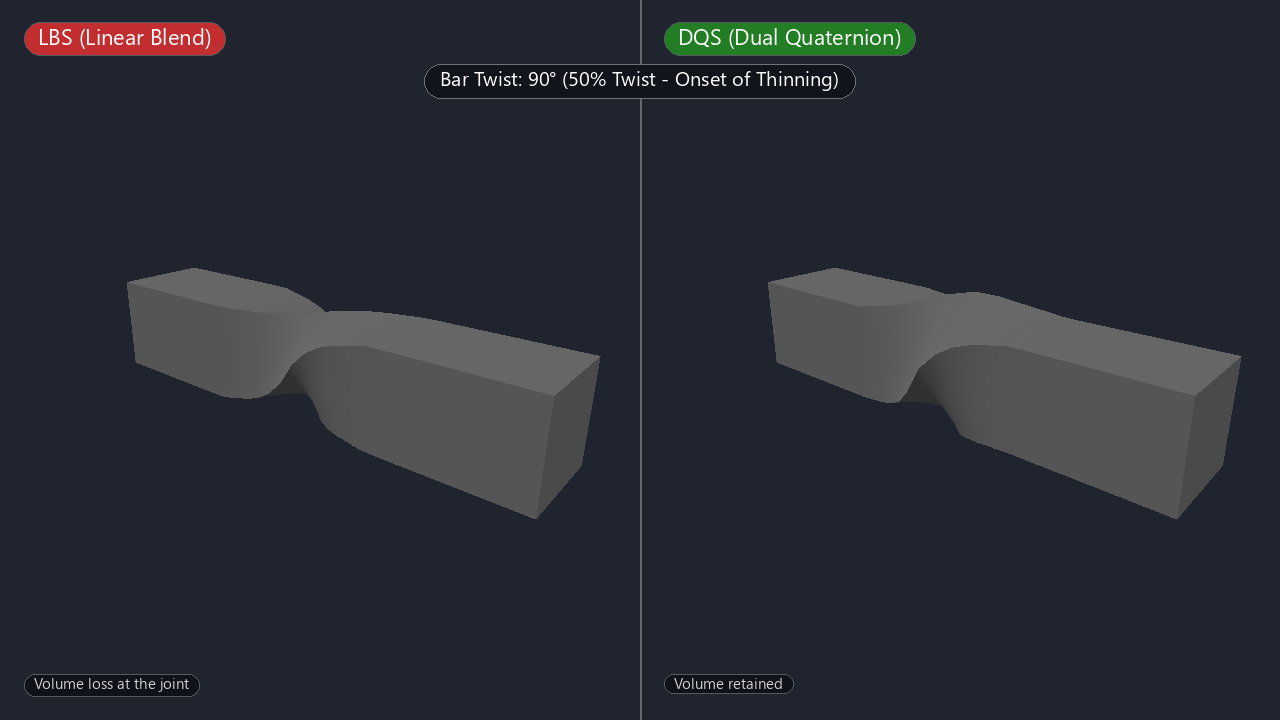 LBS (Linear Blend)
DQS (Dual Quaternion)
Bar Twist: 90° (50% Twist - Onset of Thinning)
Volume loss at the joint
Volume retained